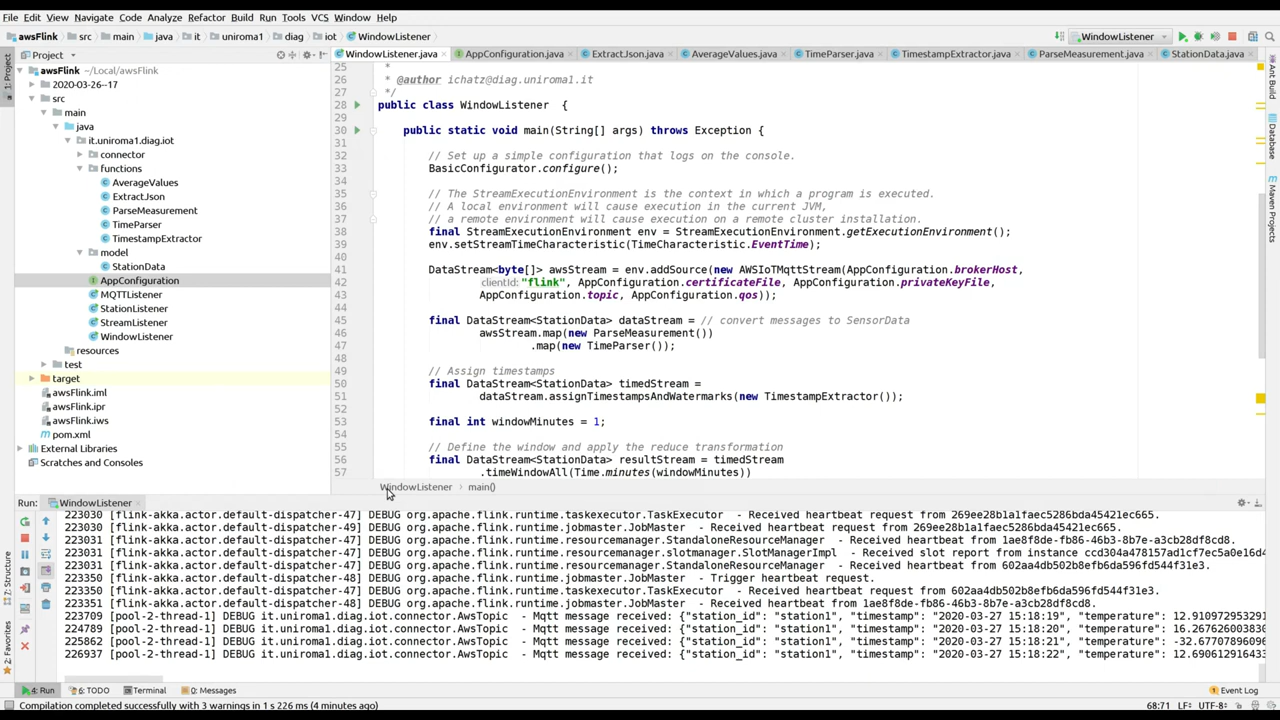 File Edit View Navigate Code Analyze Refactor Build Run Tools VCS Window Help
awsFlink src main java it uniroma1 diag iot WindowListener
WindowListener
Project
WindowListener.java AppConfiguration.java ExtractJson.java AverageValues.java TimeParser.java TimestampExtractor.java ParseMeasurement.java StationData.java
1: Project
Ant Build
Database
Maven Projects
awsFlink ~/Local/awsFlink
2020-03-26--17
src
main
java
it.uniroma1.diag.iot
connector
functions
AverageValues
ExtractJson
ParseMeasurement
TimeParser
TimestampExtractor
model
StationData
AppConfiguration
MQTTListener
StationListener
StreamListener
WindowListener
resources
test
target
awsFlink.iml
awsFlink.ipr
awsFlink.iws
pom.xml
External Libraries
Scratches and Consoles
25 *
26 * @author ichatz@diag.uniroma1.it
27 */
28 public class WindowListener {
29
30 public static void main(String[] args) throws Exception {
31
32 // Set up a simple configuration that logs on the console.
33 BasicConfigurator.configure();
34
35 // The StreamExecutionEnvironment is the context in which a program is executed.
36 // A local environment will cause execution in the current JVM,
37 // a remote environment will cause execution on a remote cluster installation.
38 final StreamExecutionEnvironment env = StreamExecutionEnvironment.getExecutionEnvironment();
39 env.setStreamTimeCharacteristic(TimeCharacteristic.EventTime);
40
41 DataStream<byte[]> awsStream = env.addSource(new AWSIoTMqttStream(AppConfiguration.brokerHost,
42 clientId: "flink", AppConfiguration.certificateFile, AppConfiguration.privateKeyFile,
43 AppConfiguration.topic, AppConfiguration.qos));
44
45 final DataStream<StationData> dataStream = // convert messages to SensorData
46 awsStream.map(new ParseMeasurement())
47 .map(new TimeParser());
48
49 // Assign timestamps
50 final DataStream<StationData> timedStream =
51 dataStream.assignTimestampsAndWatermarks(new TimestampExtractor());
52
53 final int windowMinutes = 1;
54
55 // Define the window and apply the reduce transformation
56 final DataStream<StationData> resultStream = timedStream
57 .timeWindowAll(Time.minutes(windowMinutes))
WindowListener › main()
Run: WindowListener
223030 [flink-akka.actor.default-dispatcher-47] DEBUG org.apache.flink.runtime.taskexecutor.TaskExecutor - Received heartbeat request from 269ee28b1a1faec5286bda45421ec665.
223030 [flink-akka.actor.default-dispatcher-49] DEBUG org.apache.flink.runtime.jobmaster.JobMaster - Received heartbeat request from 269ee28b1a1faec5286bda45421ec665.
223031 [flink-akka.actor.default-dispatcher-47] DEBUG org.apache.flink.runtime.resourcemanager.StandaloneResourceManager - Received heartbeat from 1ae8f8de-fb86-46b3-8b7e-a3cb28df8cd8.
223031 [flink-akka.actor.default-dispatcher-47] DEBUG org.apache.flink.runtime.resourcemanager.slotmanager.SlotManagerImpl - Received slot report from instance ccd304a478157ad1cf7ec5a0e16d4
223031 [flink-akka.actor.default-dispatcher-47] DEBUG org.apache.flink.runtime.resourcemanager.StandaloneResourceManager - Received heartbeat from 602aa4db502b8efda596fd544f31e3.
223350 [flink-akka.actor.default-dispatcher-48] DEBUG org.apache.flink.runtime.jobmaster.JobMaster - Trigger heartbeat request.
223350 [flink-akka.actor.default-dispatcher-47] DEBUG org.apache.flink.runtime.taskexecutor.TaskExecutor - Received heartbeat request from 602aa4db502b8efda596fd544f31e3.
223351 [flink-akka.actor.default-dispatcher-48] DEBUG org.apache.flink.runtime.jobmaster.JobMaster - Received heartbeat from 1ae8f8de-fb86-46b3-8b7e-a3cb28df8cd8.
223709 [pool-2-thread-1] DEBUG it.uniroma1.diag.iot.connector.AwsTopic - Mqtt message received: {"station_id": "station1", "timestamp": "2020-03-27 15:18:19", "temperature": 12.910972953291
224789 [pool-2-thread-1] DEBUG it.uniroma1.diag.iot.connector.AwsTopic - Mqtt message received: {"station_id": "station1", "timestamp": "2020-03-27 15:18:20", "temperature": 16.267626003830
225862 [pool-2-thread-1] DEBUG it.uniroma1.diag.iot.connector.AwsTopic - Mqtt message received: {"station_id": "station1", "timestamp": "2020-03-27 15:18:21", "temperature": -32.67707896096
226937 [pool-2-thread-1] DEBUG it.uniroma1.diag.iot.connector.AwsTopic - Mqtt message received: {"station_id": "station1", "timestamp": "2020-03-27 15:18:22", "temperature": 12.69061291643
7: Structure
2: Favorites
4: Run 6: TODO Terminal 0: Messages Event Log
Compilation completed successfully with 3 warnings in 1 s 226 ms (4 minutes ago) 68:71 LF÷ UTF-8÷